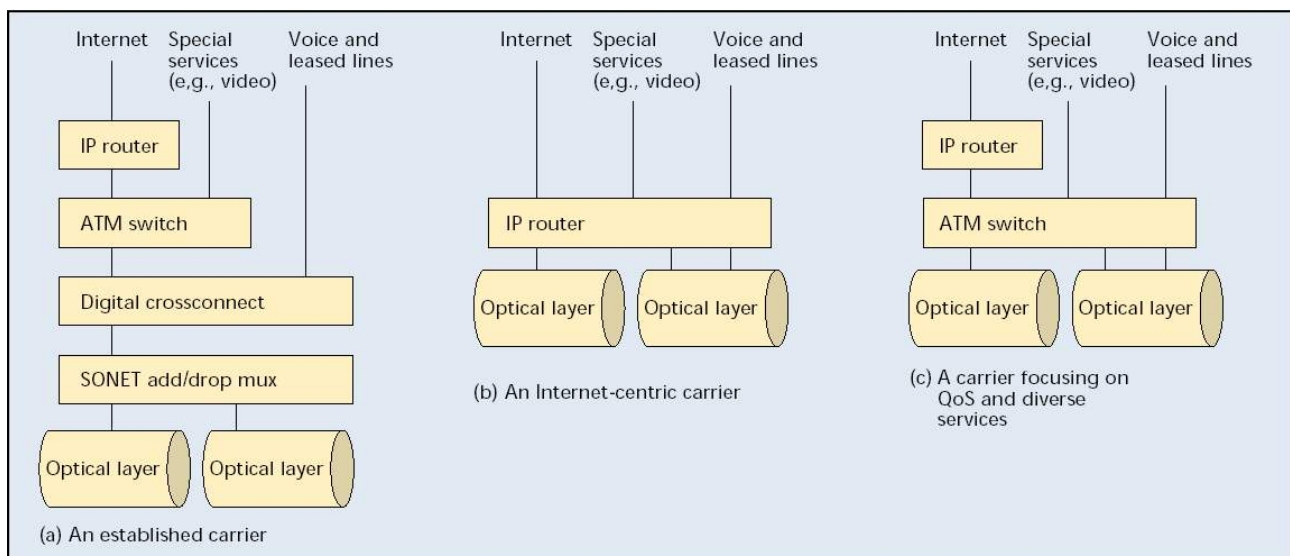 Internet
Special
services
(e,g., video)
Voice and
leased lines
IP router
ATM switch
Digital crossconnect
SONET add/drop mux
Optical layer
Optical layer
(a) An established carrier
Internet
Special
services
(e,g., video)
Voice and
leased lines
IP router
Optical layer
Optical layer
(b) An Internet-centric carrier
Internet
Special
services
(e,g., video)
Voice and
leased lines
IP router
ATM switch
Optical layer
Optical layer
(c) A carrier focusing on
QoS and diverse
services